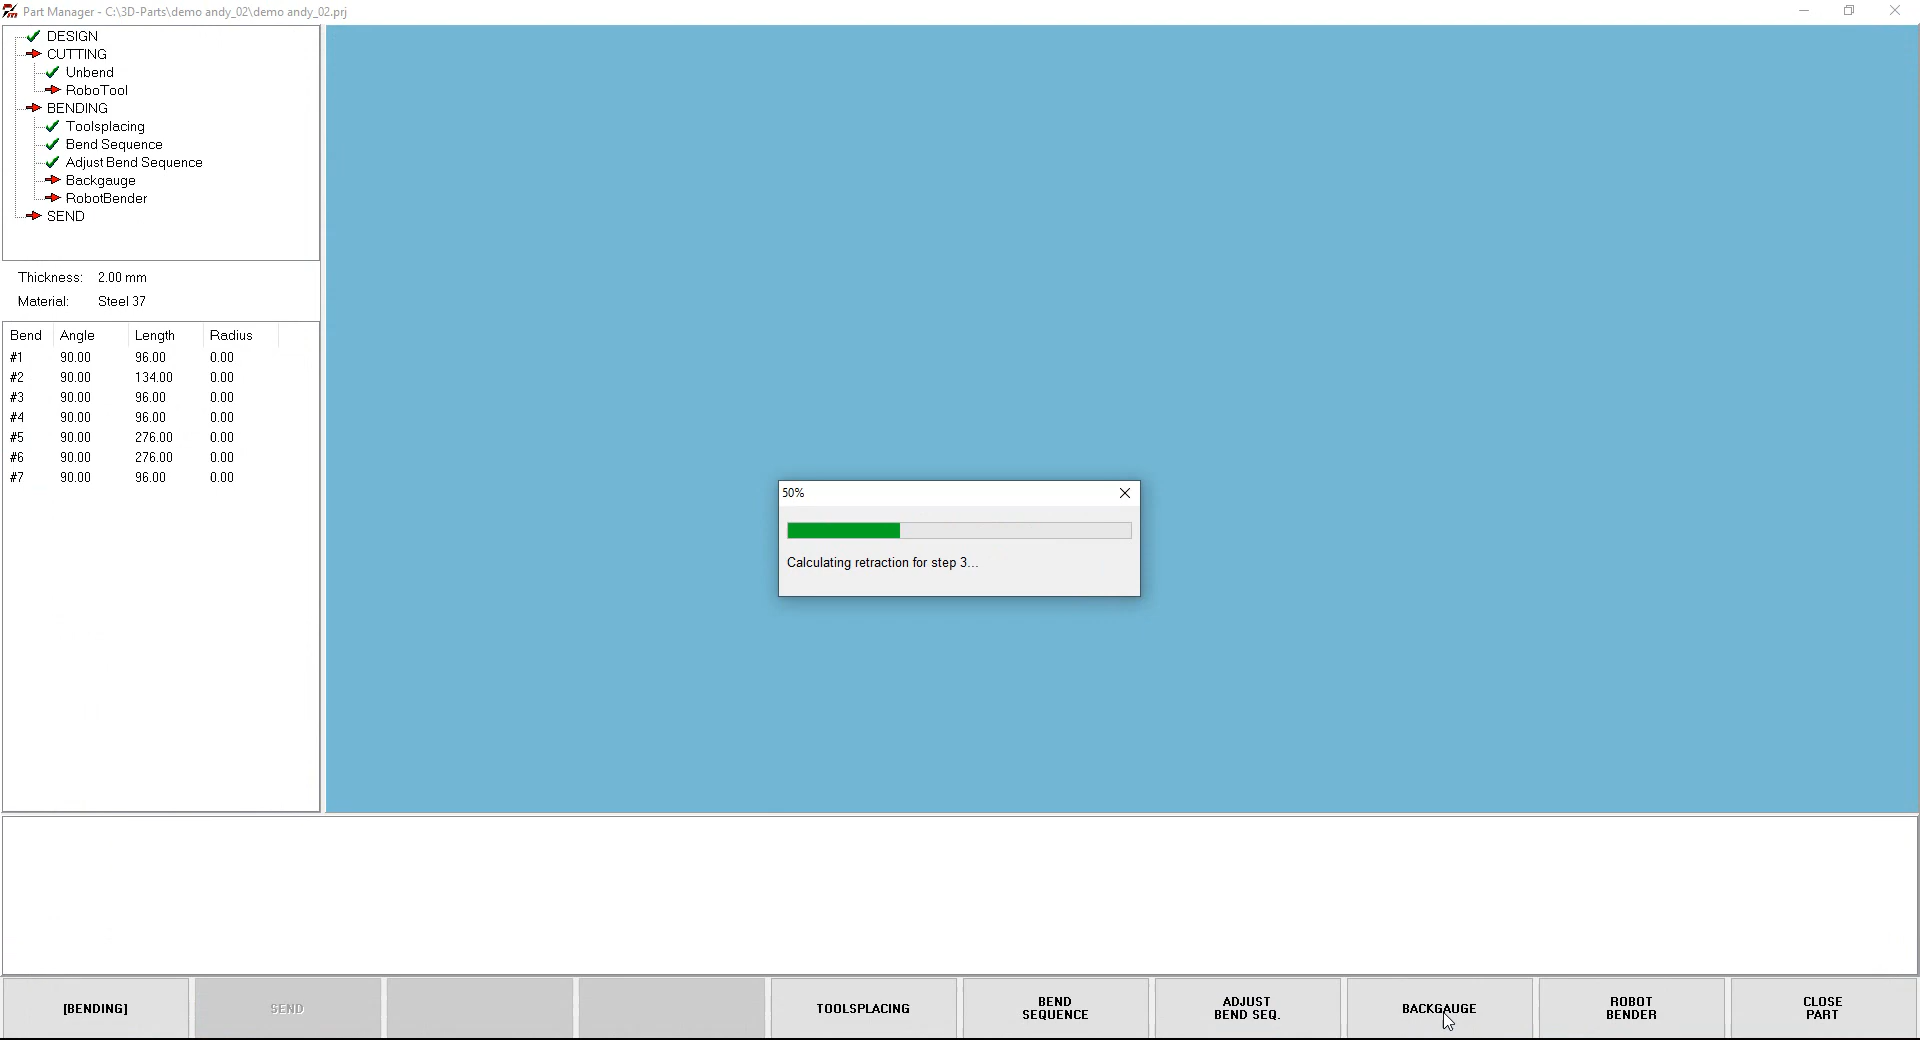 Part Manager - C:\3D-Parts\demo andy_02\demo andy_02.prj
DESIGN
CUTTING
Unbend
RoboTool
BENDING
Toolsplacing
Bend Sequence
Adjust Bend Sequence
Backgauge
RobotBender
SEND
Thickness: 2.00 mm
Material: Steel 37
Bend Angle Length Radius
#1 90.00 96.00 0.00
#2 90.00 134.00 0.00
#3 90.00 96.00 0.00
#4 90.00 96.00 0.00
#5 90.00 276.00 0.00
#6 90.00 276.00 0.00
#7 90.00 96.00 0.00
50%
Calculating retraction for step 3...
[BENDING]
SEND
TOOLSPLACING
BEND
SEQUENCE
ADJUST
BEND SEQ.
BACKGAUGE
ROBOT
BENDER
CLOSE
PART